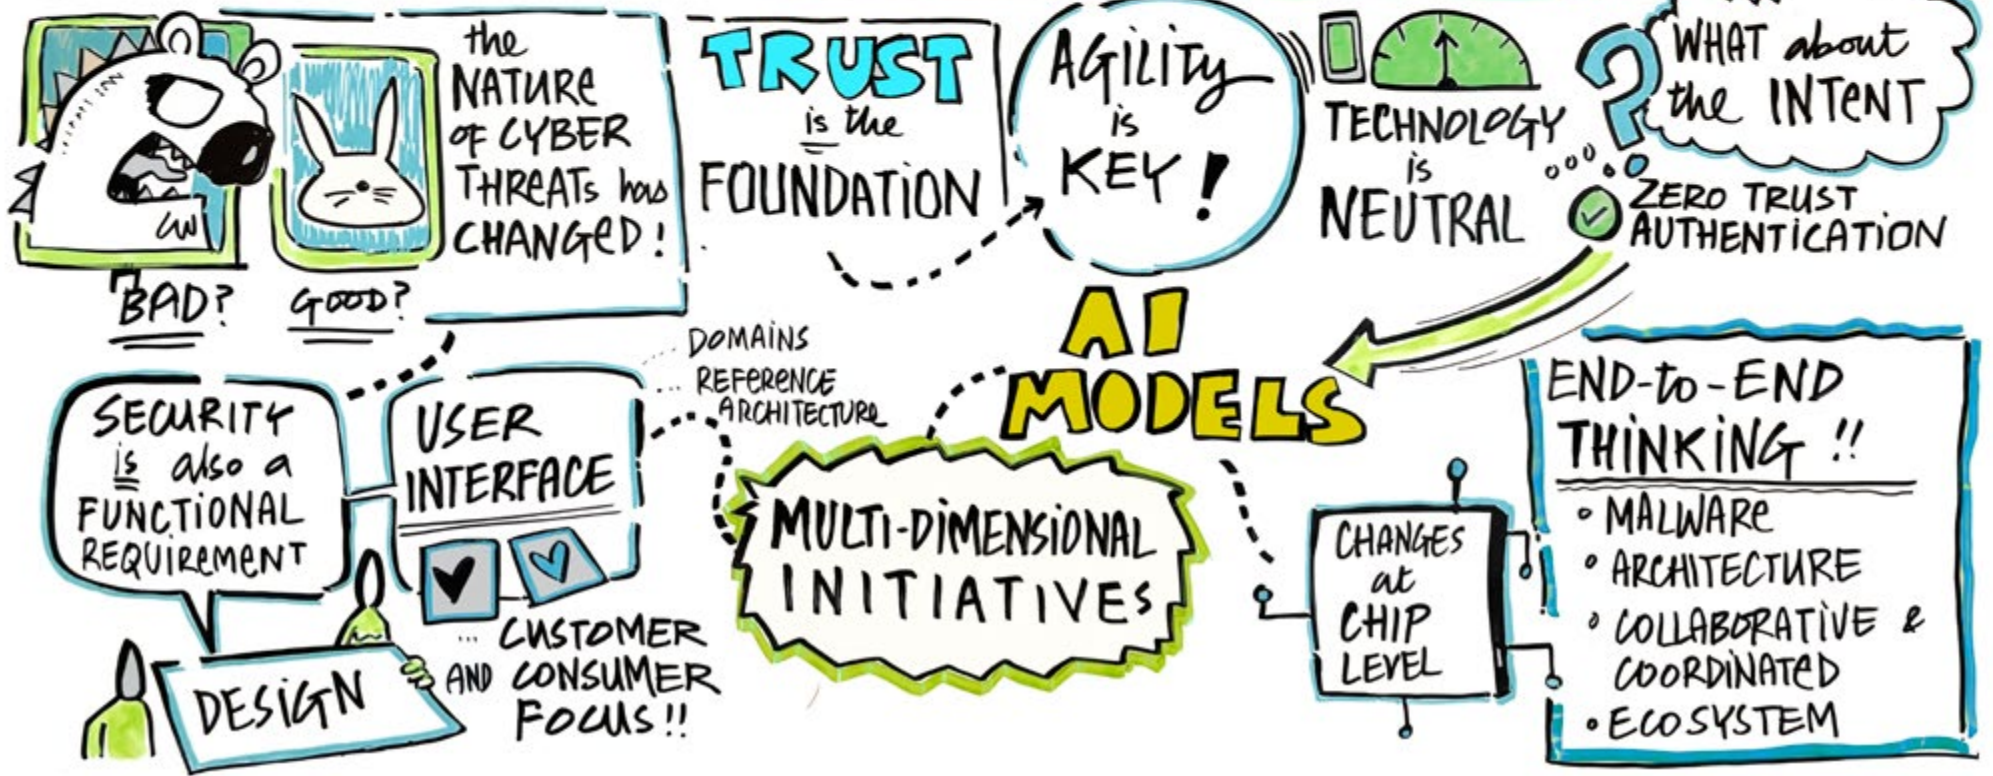 the
NATURE
of CYBER
THREATS has
CHANGED!
BAD?
GOOD?
TRUST
is the
FOUNDATION
AGILITY
is
KEY!
TECHNOLOGY
is
NEUTRAL
?
WHAT about
the INTENT
ZERO TRUST
AUTHENTICATION
AI
MODELS
SECURITY
is also a
FUNCTIONAL
REQUIREMENT
DESIGN
USER
INTERFACE
... CUSTOMER
AND CONSUMER
FOCUS!!
DOMAINS
REFERENCE
ARCHITECTURE
MULTI-DIMENSIONAL
INITIATIVES
CHANGES
at
CHIP
LEVEL
END-to-END
THINKING!!
• MALWARE
• ARCHITECTURE
• COLLABORATIVE &
COORDINATED
• ECOSYSTEM